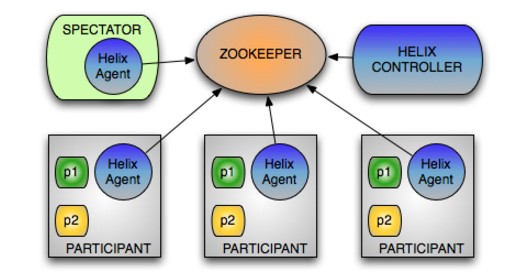 SPECTATOR
Helix
Agent
ZOOKEEPER
HELIX
CONTROLLER
Helix
Agent
p1
p2
PARTICIPANT
Helix
Agent
p1
p2
PARTICIPANT
Helix
Agent
p1
p2
PARTICIPANT